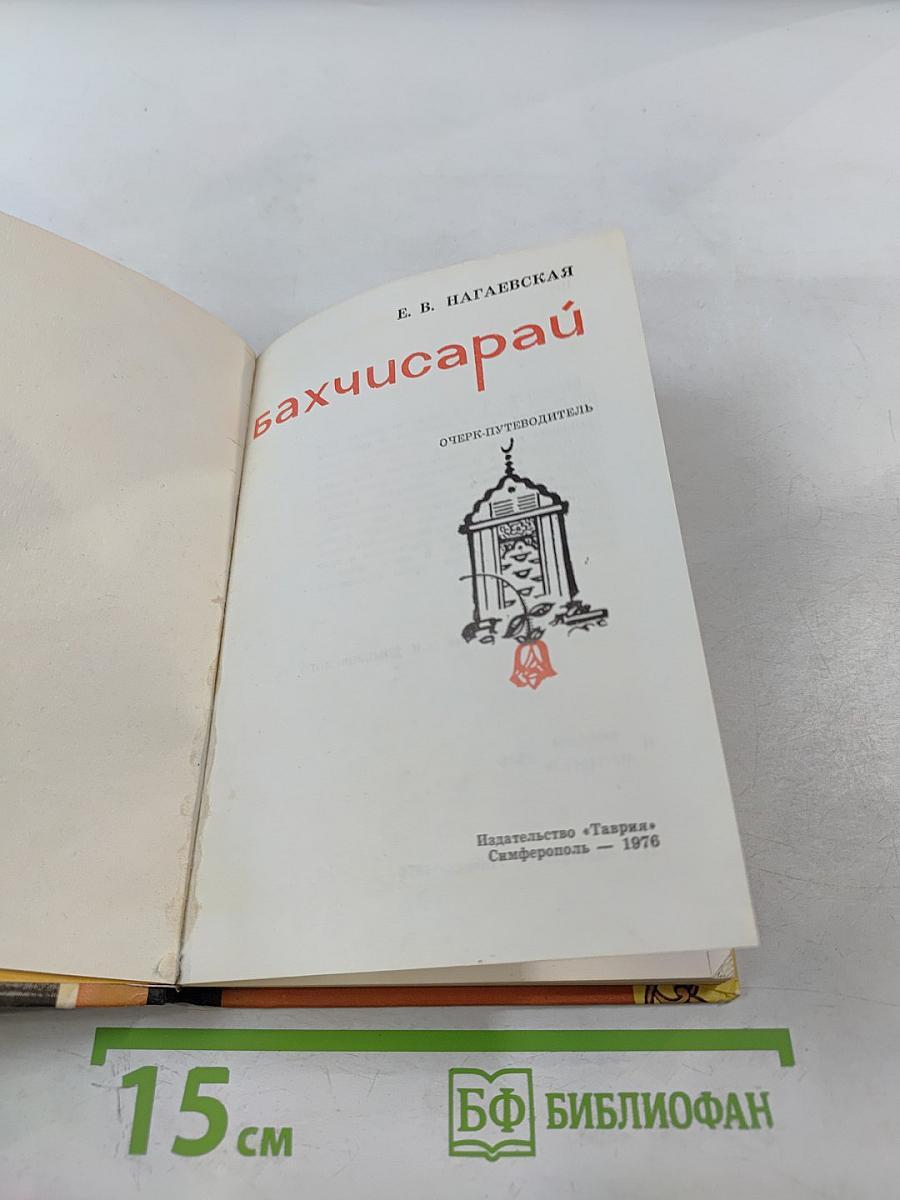 Е. В. НАГАЕВСКАЯ
Бахчисарай
ОЧЕРК-ПУТЕВОДИТЕЛЬ
Издательство «Таврия»
Симферополь — 1976
15 см
БФ БИБЛИОФАН